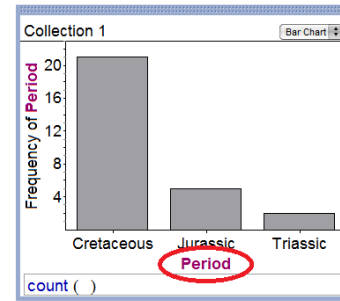 Collection 1
Bar Chart
Frequency of Period
20
16
12
8
4
Cretaceous Jurassic Triassic
Period
count ( )